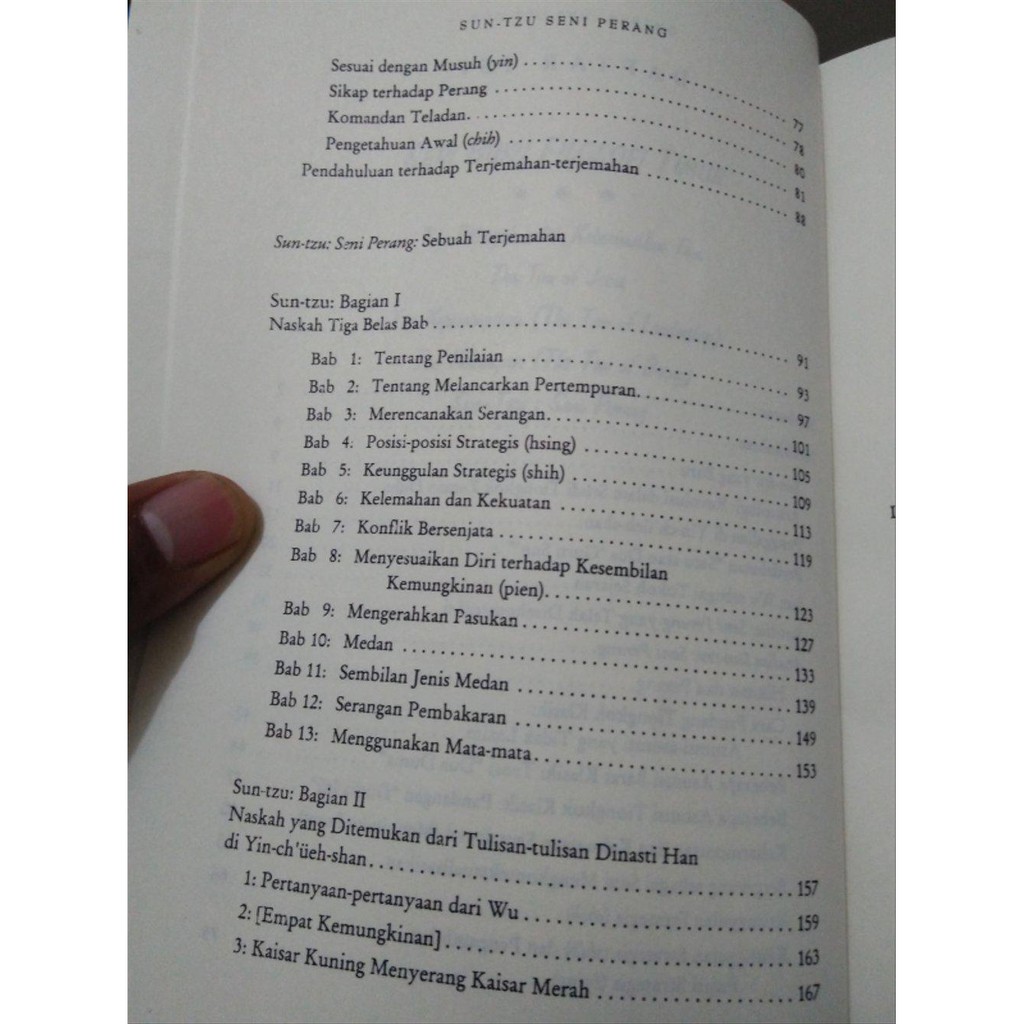 SUN-TZU SENI PERANG
Sesuai dengan Musuh (yin) ........ 77
Sikap terhadap Perang ........ 78
Komandan Teladan ........ 80
Pengetahuan Awal (chih) ........ 81
Pendahuluan terhadap Terjemahan-terjemahan ........ 88
Sun-tzu: Seni Perang: Sebuah Terjemahan
Sun-tzu: Bagian I
Naskah Tiga Belas Bab ........ 91
Bab 1: Tentang Penilaian ........ 93
Bab 2: Tentang Melancarkan Pertempuran ........ 97
Bab 3: Merencanakan Serangan ........ 101
Bab 4: Posisi-posisi Strategis (hsing) ........ 105
Bab 5: Keunggulan Strategis (shih) ........ 109
Bab 6: Kelemahan dan Kekuatan ........ 113
Bab 7: Konflik Bersenjata ........ 119
Bab 8: Menyesuaikan Diri terhadap Kesembilan
Kemungkinan (pien) ........ 123
Bab 9: Mengerahkan Pasukan ........ 127
Bab 10: Medan ........ 133
Bab 11: Sembilan Jenis Medan ........ 139
Bab 12: Serangan Pembakaran ........ 149
Bab 13: Menggunakan Mata-mata ........ 153
Sun-tzu: Bagian II
Naskah yang Ditemukan dari Tulisan-tulisan Dinasti Han
di Yin-ch'üeh-shan ........ 157
1: Pertanyaan-pertanyaan dari Wu ........ 159
2: [Empat Kemungkinan] ........ 163
3: Kaisar Kuning Menyerang Kaisar Merah ........ 167